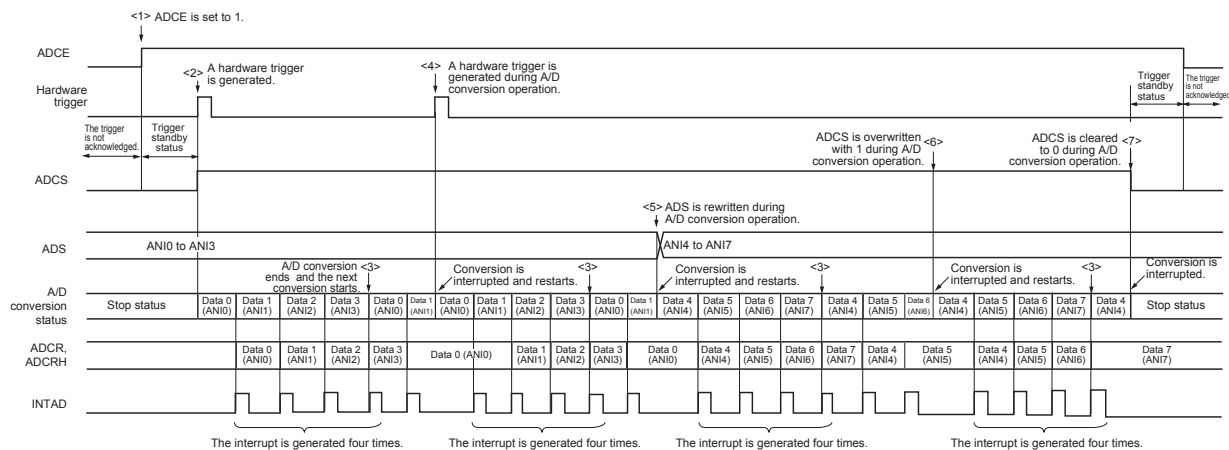 <1> ADCE is set to 1.
ADCE
<2> A hardware trigger
is generated.
<4> A hardware trigger is
generated during A/D
conversion operation.
Trigger
standby
status
The trigger
is not
acknowledged.
Hardware
trigger
The trigger
is not
acknowledged.
Trigger
standby
status
ADCS is overwritten
with 1 during A/D
conversion operation.
<6>
ADCS is cleared
to 0 during A/D
conversion operation.
<7>
ADCS
<5> ADS is rewritten during
A/D conversion operation.
ADS
ANI0 to ANI3
ANI4 to ANI7
A/D conversion
ends and the next
conversion starts.
<3>
Conversion is
interrupted and restarts.
<3>
Conversion is
interrupted and restarts.
<3>
Conversion is
interrupted and restarts.
<3>
Conversion is
interrupted.
A/D
conversion
status
Stop status
Data 0
(ANI0)
Data 1
(ANI1)
Data 2
(ANI2)
Data 3
(ANI3)
Data 0
(ANI0)
Data 1
(ANI1)
Data 0
(ANI0)
Data 1
(ANI1)
Data 2
(ANI2)
Data 3
(ANI3)
Data 0
(ANI0)
Data 1
(ANI1)
Data 4
(ANI4)
Data 5
(ANI5)
Data 6
(ANI6)
Data 7
(ANI7)
Data 4
(ANI4)
Data 5
(ANI5)
Data 6
(ANI6)
Data 4
(ANI4)
Data 5
(ANI5)
Data 6
(ANI6)
Data 7
(ANI7)
Data 4
(ANI4)
Stop status
ADCR,
ADCRH
Data 0
(ANI0)
Data 1
(ANI1)
Data 2
(ANI2)
Data 3
(ANI3)
Data 0 (ANI0)
Data 1
(ANI1)
Data 2
(ANI2)
Data 3
(ANI3)
Data 0
(ANI0)
Data 4
(ANI4)
Data 5
(ANI5)
Data 6
(ANI6)
Data 7
(ANI7)
Data 4
(ANI4)
Data 5
(ANI5)
Data 4
(ANI4)
Data 5
(ANI5)
Data 6
(ANI6)
Data 7
(ANI7)
INTAD
The interrupt is generated four times.
The interrupt is generated four times.
The interrupt is generated four times.
The interrupt is generated four times.